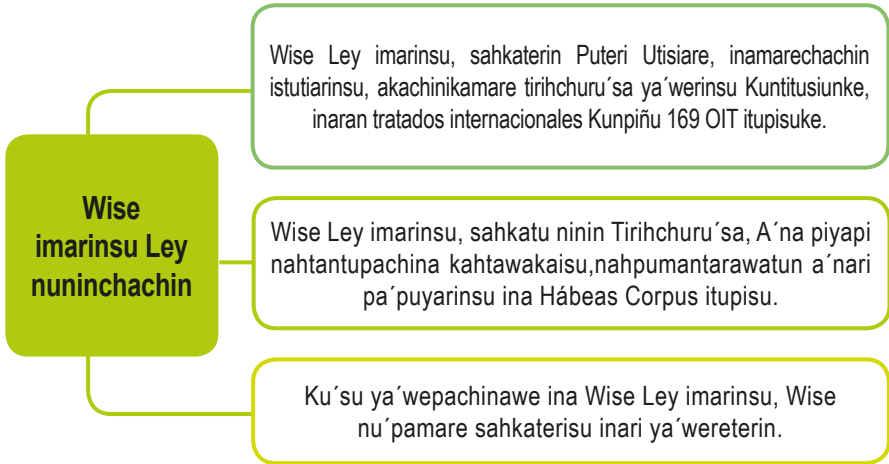 Wise
imarinsu Ley
nuninchachin
Wise Ley imarinsu, sahkaterin Puteri Utisiare, inamarechachin
istutiarinsu, akachinikamare tirihchuru´sa ya´werinsu Kuntitusiunke,
inaran tratados internacionales Kunpiñu 169 OIT itupisuke.
Wise Ley imarinsu, sahkatu ninin Tirihchuru´sa, A´na piyapi
nahtantupachina kahtawakaisu,nahpumantarawatun a´nari
pa´puyarinsu ina Hábeas Corpus itupisu.
Ku´su ya´wepachinawe ina Wise Ley imarinsu, Wise
nu´pamare sahkaterisu inari ya´wereterin.